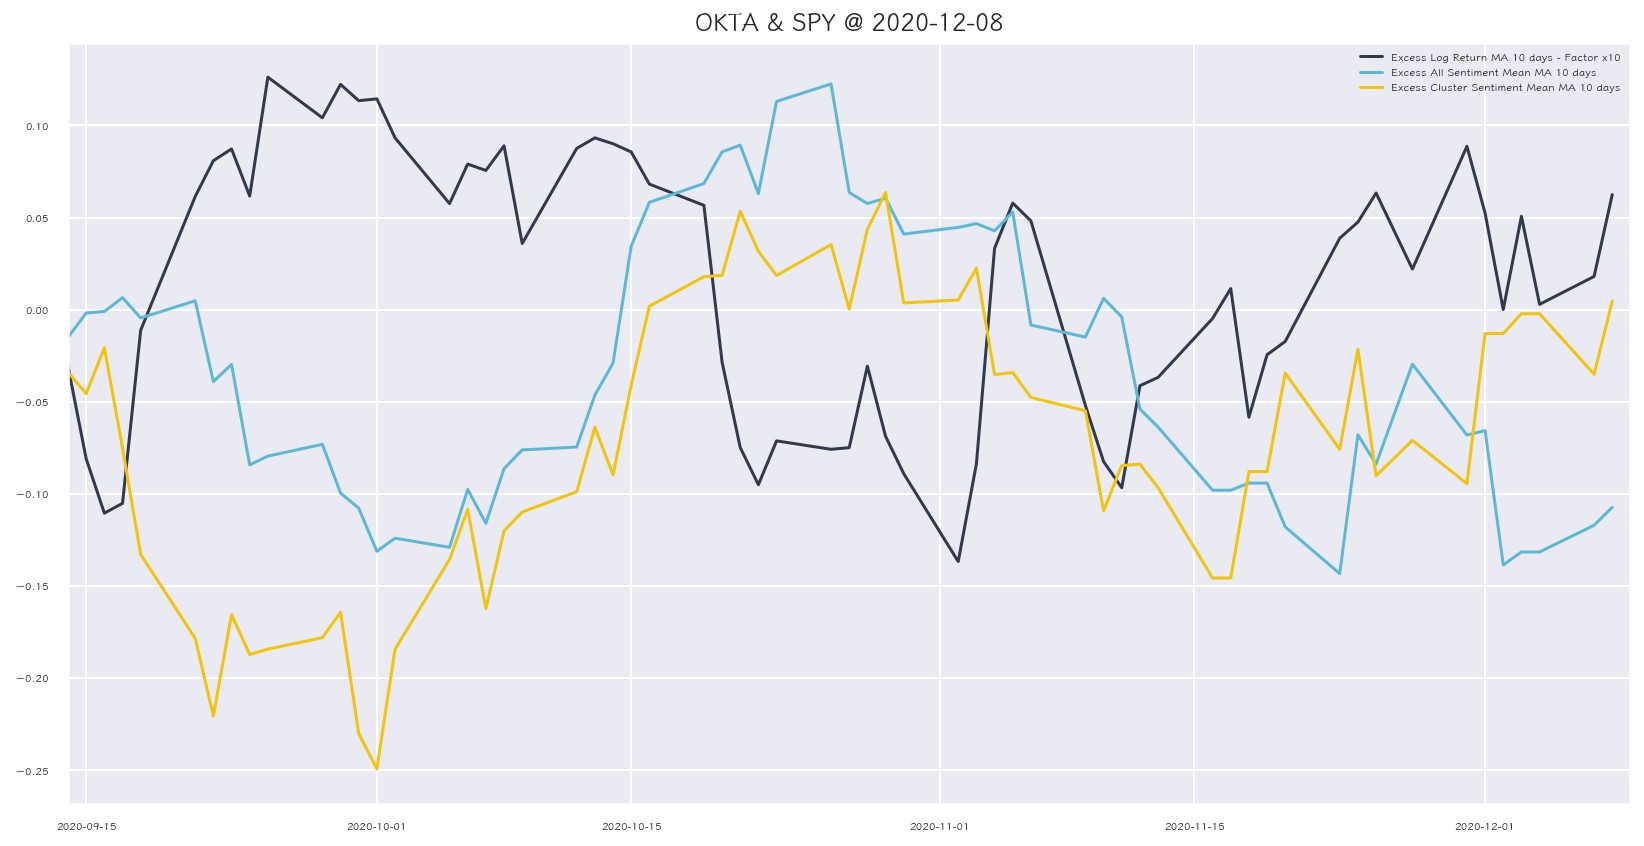 OKTA & SPY @ 2020-12-08
Excess Log Return MA 10 days - Factor x10
Excess All Sentiment Mean MA 10 days
Excess Cluster Sentiment Mean MA 10 days
0.10
0.05
0.00
−0.05
−0.10
−0.15
−0.20
−0.25
2020-09-15 2020-10-01 2020-10-15 2020-11-01 2020-11-15 2020-12-01